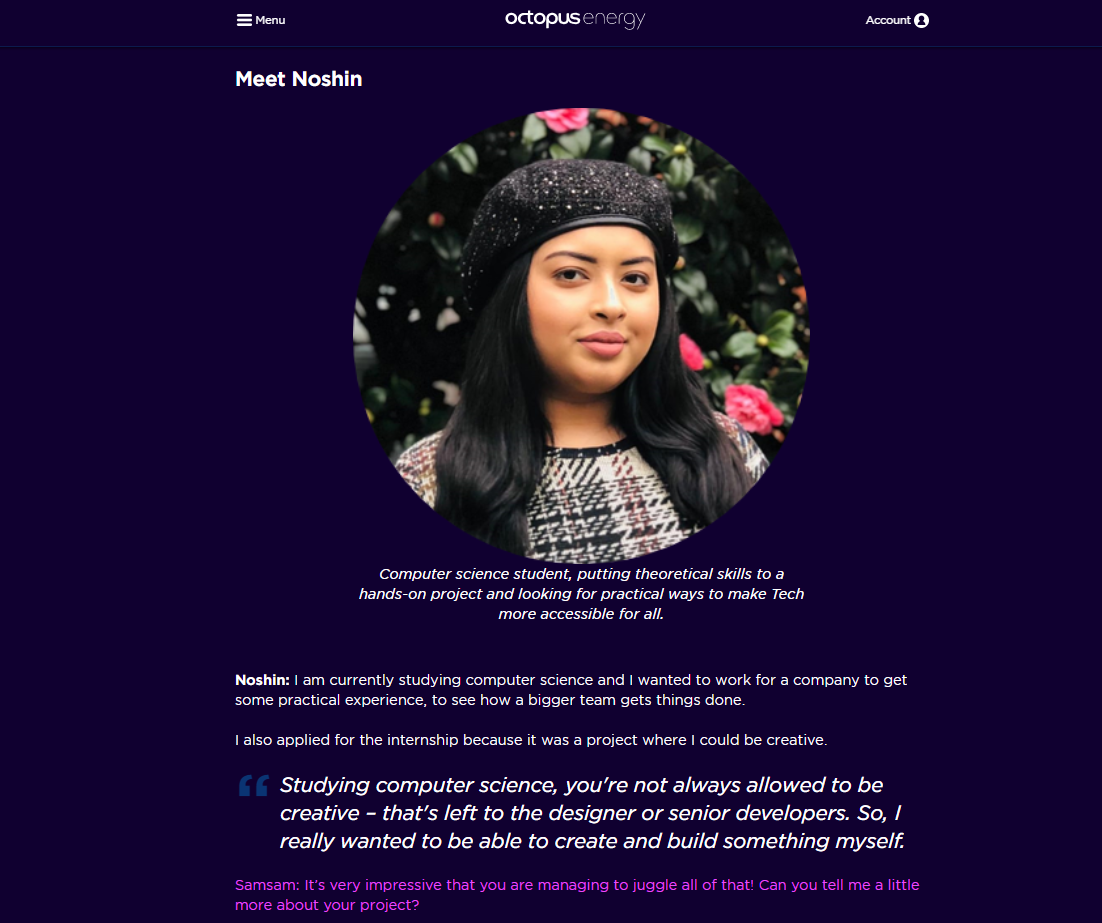 Menu
octopus energy
Account
Meet Noshin
Computer science student, putting theoretical skills to a
hands-on project and looking for practical ways to make Tech
more accessible for all.
Noshin: I am currently studying computer science and I wanted to work for a company to get
some practical experience, to see how a bigger team gets things done.
I also applied for the internship because it was a project where I could be creative.
“ Studying computer science, you're not always allowed to be
creative – that's left to the designer or senior developers. So, I
really wanted to be able to create and build something myself.
Samsam: It's very impressive that you are managing to juggle all of that! Can you tell me a little
more about your project?